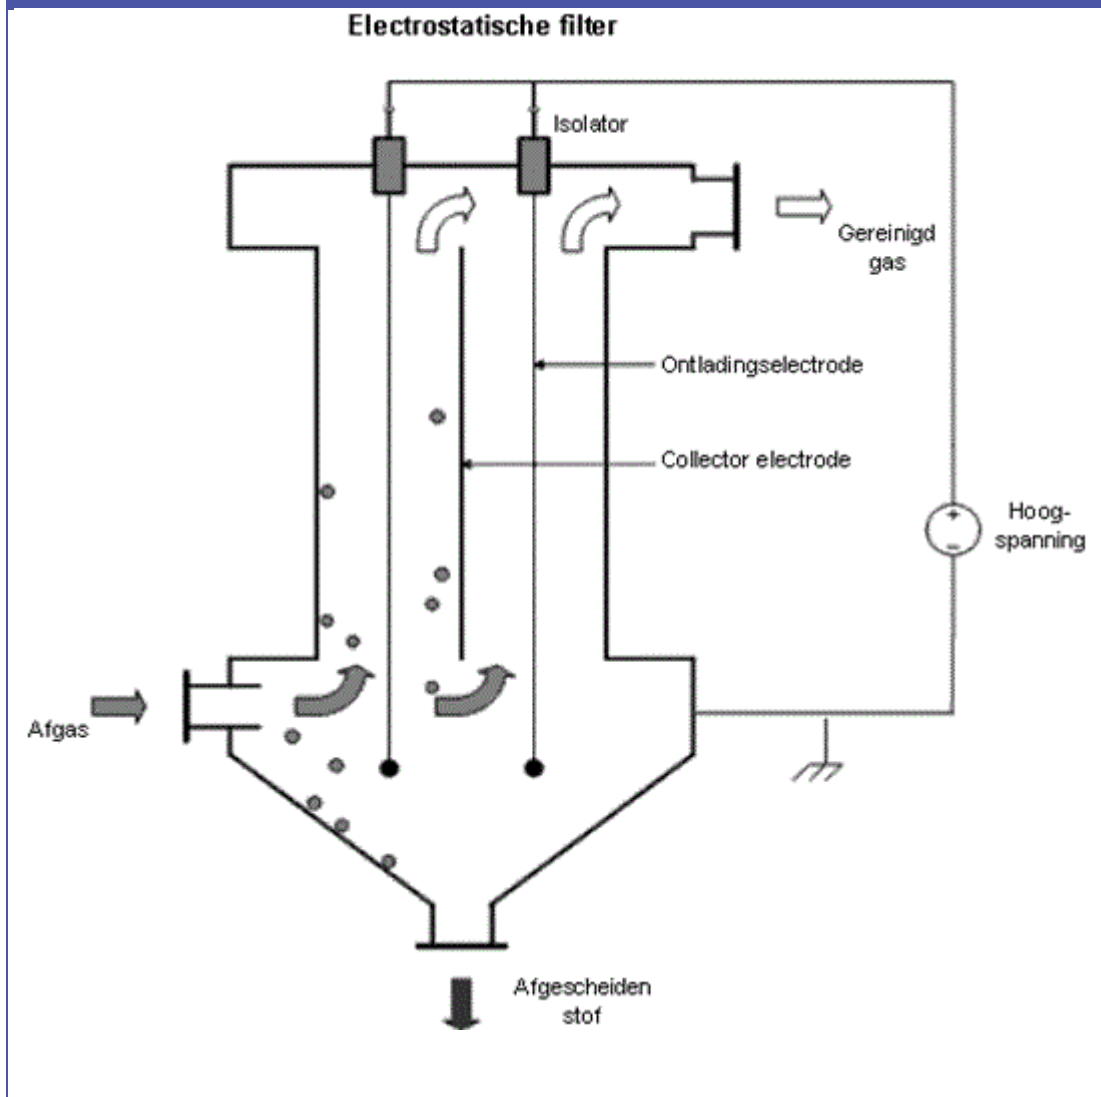 Electrostatische filter
Isolator
Gereinigd
gas
Ontladingselectrode
Collector electrode
+
Hoog-
spanning
−
Afgas
Afgescheiden
stof